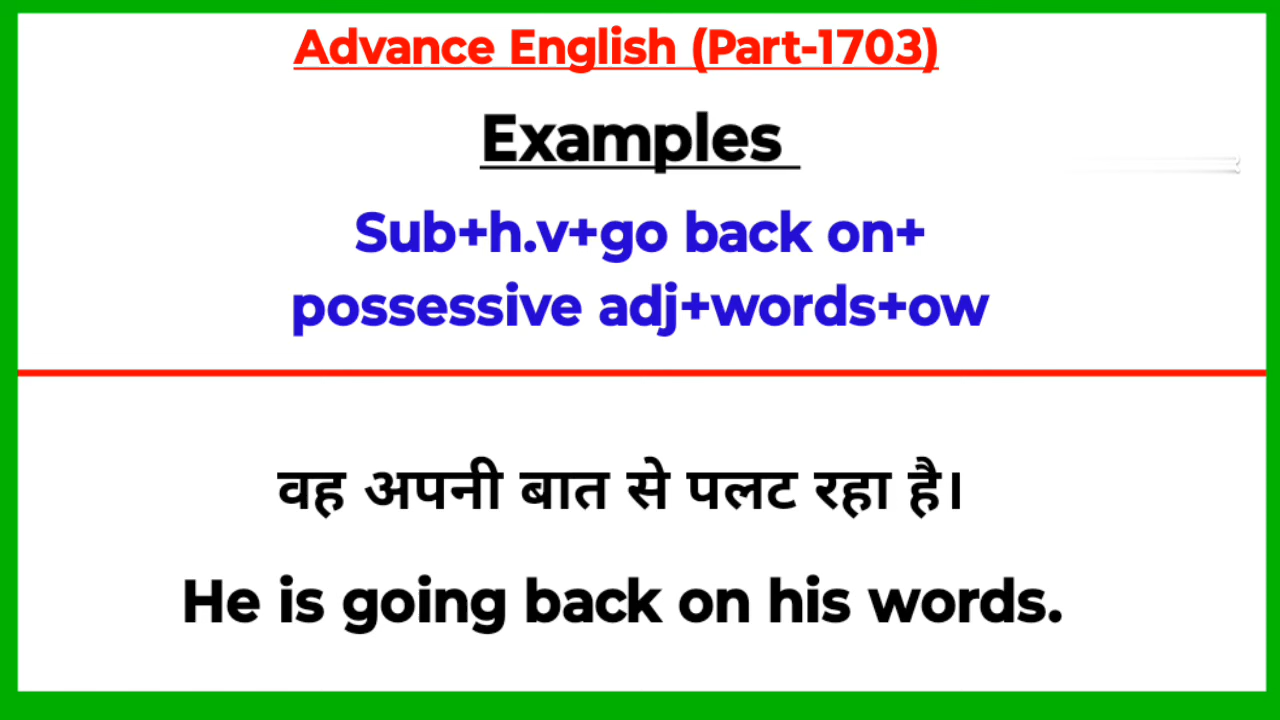 Advance English (Part-1703)
Examples
Sub+h.v+go back on+
possessive adj+words+ow
वह अपनी बात से पलट रहा है।
He is going back on his words.